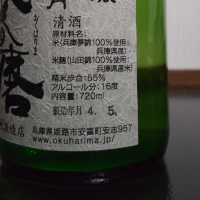 清酒
原材料名:
米(兵庫夢錦100%使用:
兵庫県産)・
米麹(山田錦100%使用:
兵庫県産米)
精米歩合:55%
アルコール分:16度
内容量:720ml
製造年月 4. 5.
磨
兵庫県姫路市安富町安志957
www.okuharima.jp/